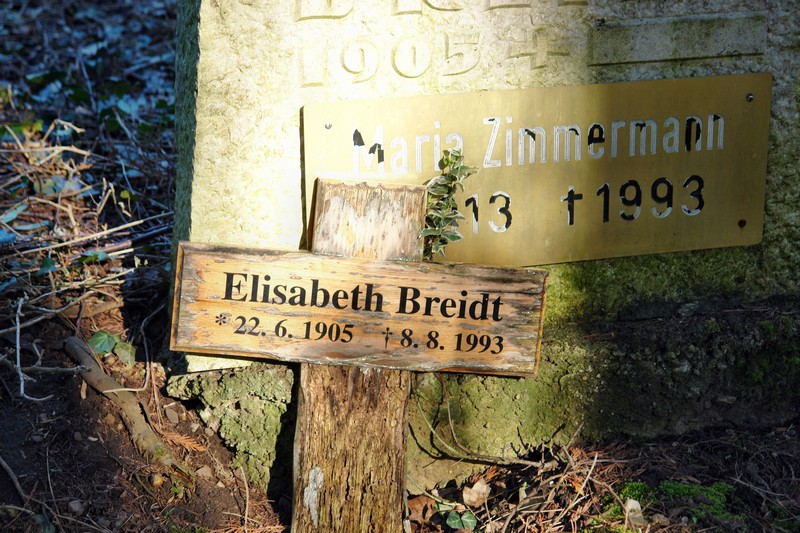 1905 +
Maria Zimmermann
13 † 1993
Elisabeth Breidt
* 22. 6. 1905 † 8. 8. 1993